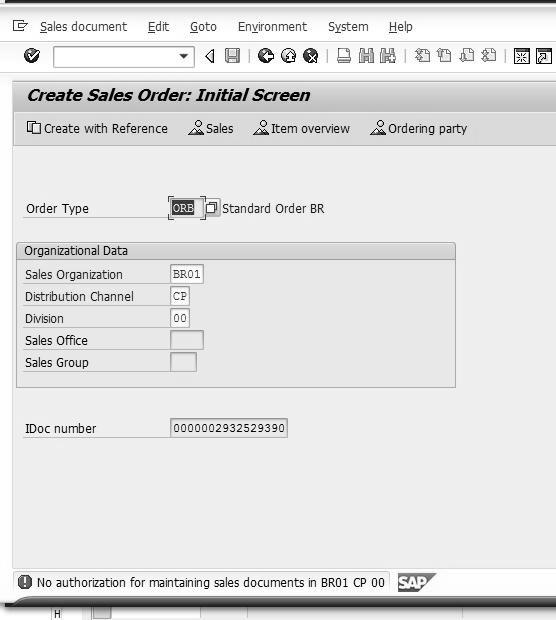 Sales document Edit Goto Environment System Help
Create Sales Order: Initial Screen
Create with Reference Sales Item overview Ordering party
Order Type ORB Standard Order BR
Organizational Data
Sales Organization BR01
Distribution Channel CP
Division 00
Sales Office
Sales Group
IDoc number 0000002932529390
No authorization for maintaining sales documents in BR01 CP 00 SAP
H